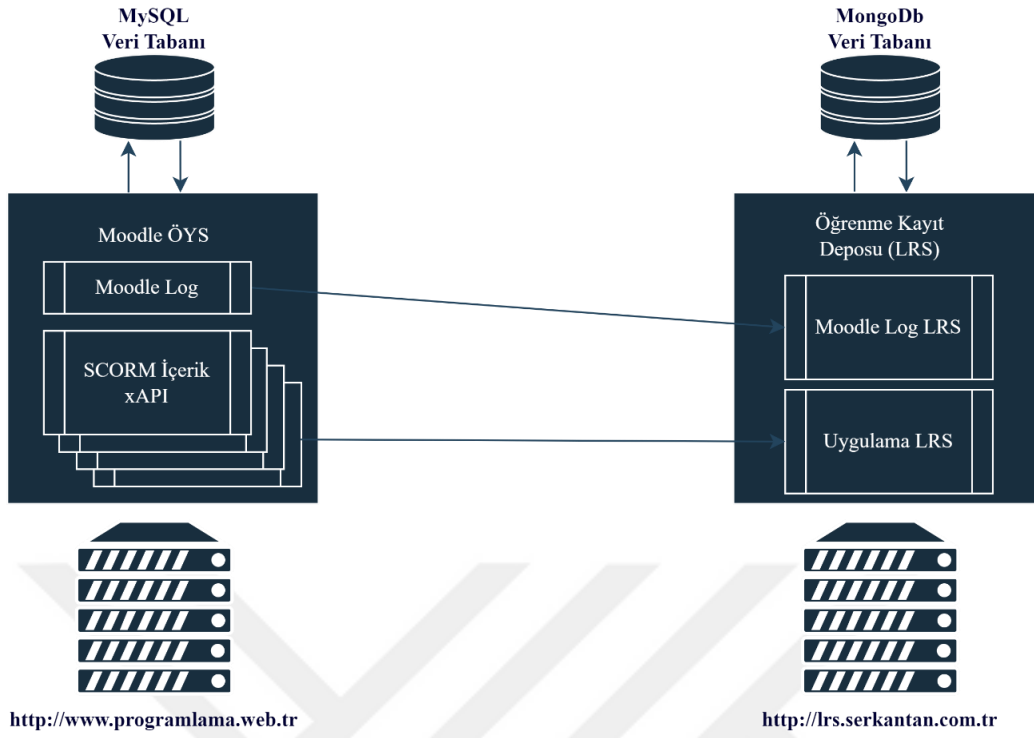 MySQL
Veri Tabanı
MongoDb
Veri Tabanı
Moodle ÖYS
Moodle Log
SCORM İçerik
xAPI
Öğrenme Kayıt
Deposu (LRS)
Moodle Log LRS
Uygulama LRS
http://www.programlama.web.tr
http://lrs.serkantan.com.tr